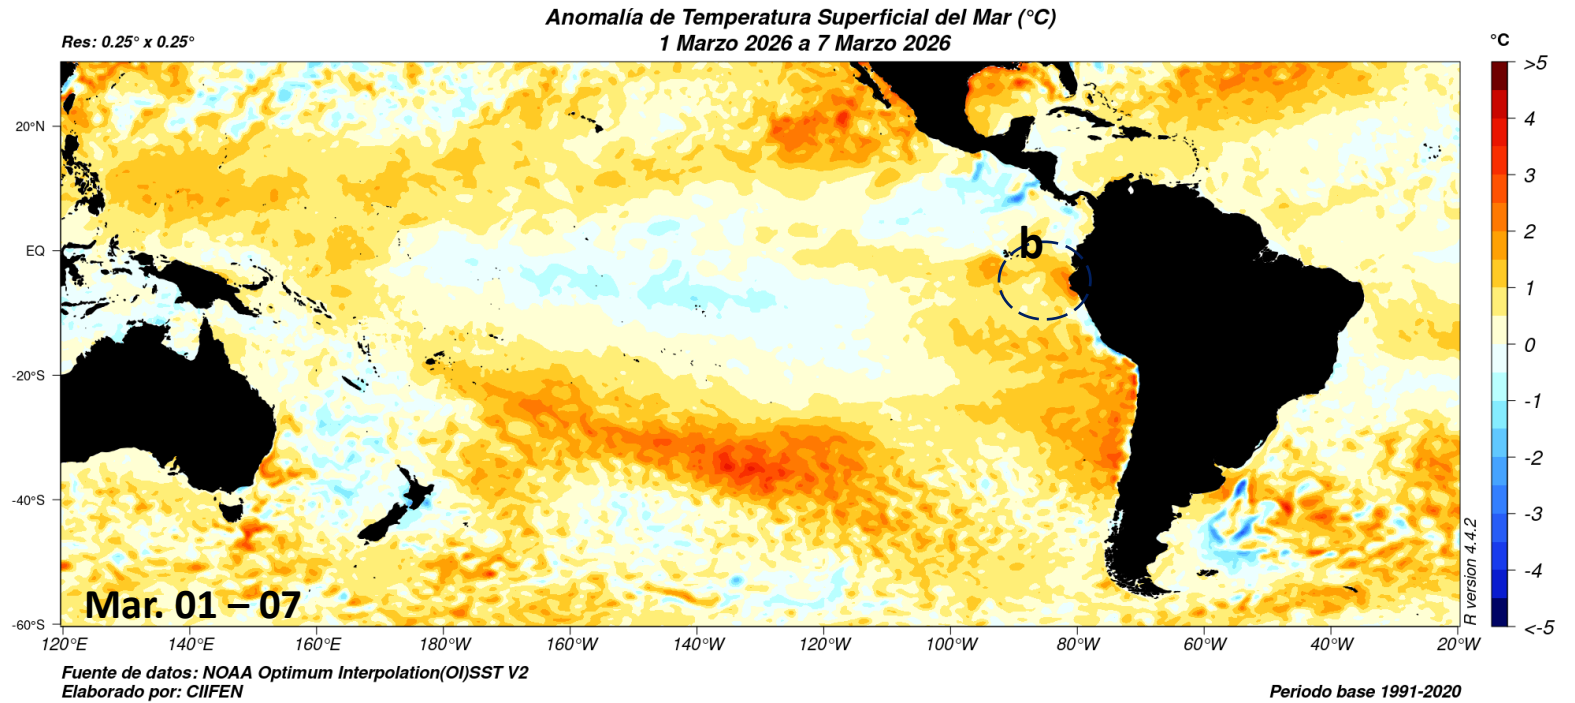 Anomalía de Temperatura Superficial del Mar (°C)
1 Marzo 2026 a 7 Marzo 2026
Res: 0.25° x 0.25°
°C
>5
4
3
2
1
0
-1
-2
-3
-4
<-5
20°N
EQ
-20°S
-40°S
-60°S
b
Mar. 01 – 07
R version 4.4.2
120°E
140°E
160°E
180°W
160°W
140°W
120°W
100°W
80°W
60°W
40°W
20°W
Fuente de datos: NOAA Optimum Interpolation(OI)SST V2
Elaborado por: CIIFEN
Periodo base 1991-2020